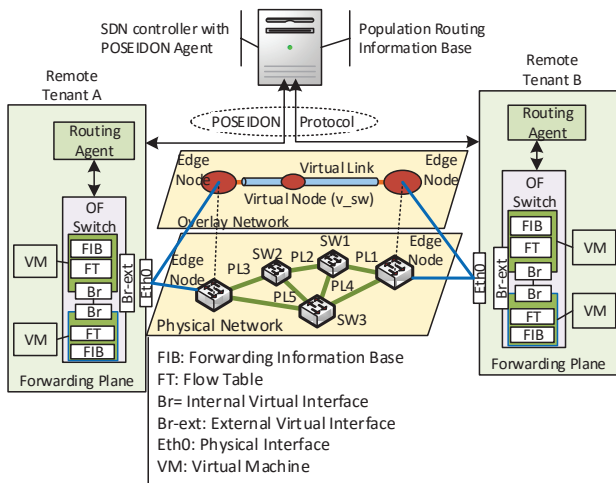 SDN controller with
POSEIDON Agent
Population Routing
Information Base
Remote
Tenant A
Remote
Tenant B
POSEIDON Protocol
Routing
Agent
Routing
Agent
Edge
Node
Virtual Link
Edge
Node
Virtual Node (v_sw)
Overlay Network
OF
Switch
FIB
FT
Br
Br
FT
FIB
VM
VM
Br-ext
Eth0
Edge
Node
PL3
SW2
PL2
SW1
PL1
Edge
Node
PL5
PL4
SW3
Physical Network
Eth0
Br-ext
OF
Switch
FIB
FT
Br
Br
FT
FIB
VM
VM
Forwarding Plane
Forwarding Plane
FIB: Forwarding Information Base
FT: Flow Table
Br= Internal Virtual Interface
Br-ext: External Virtual Interface
Eth0: Physical Interface
VM: Virtual Machine